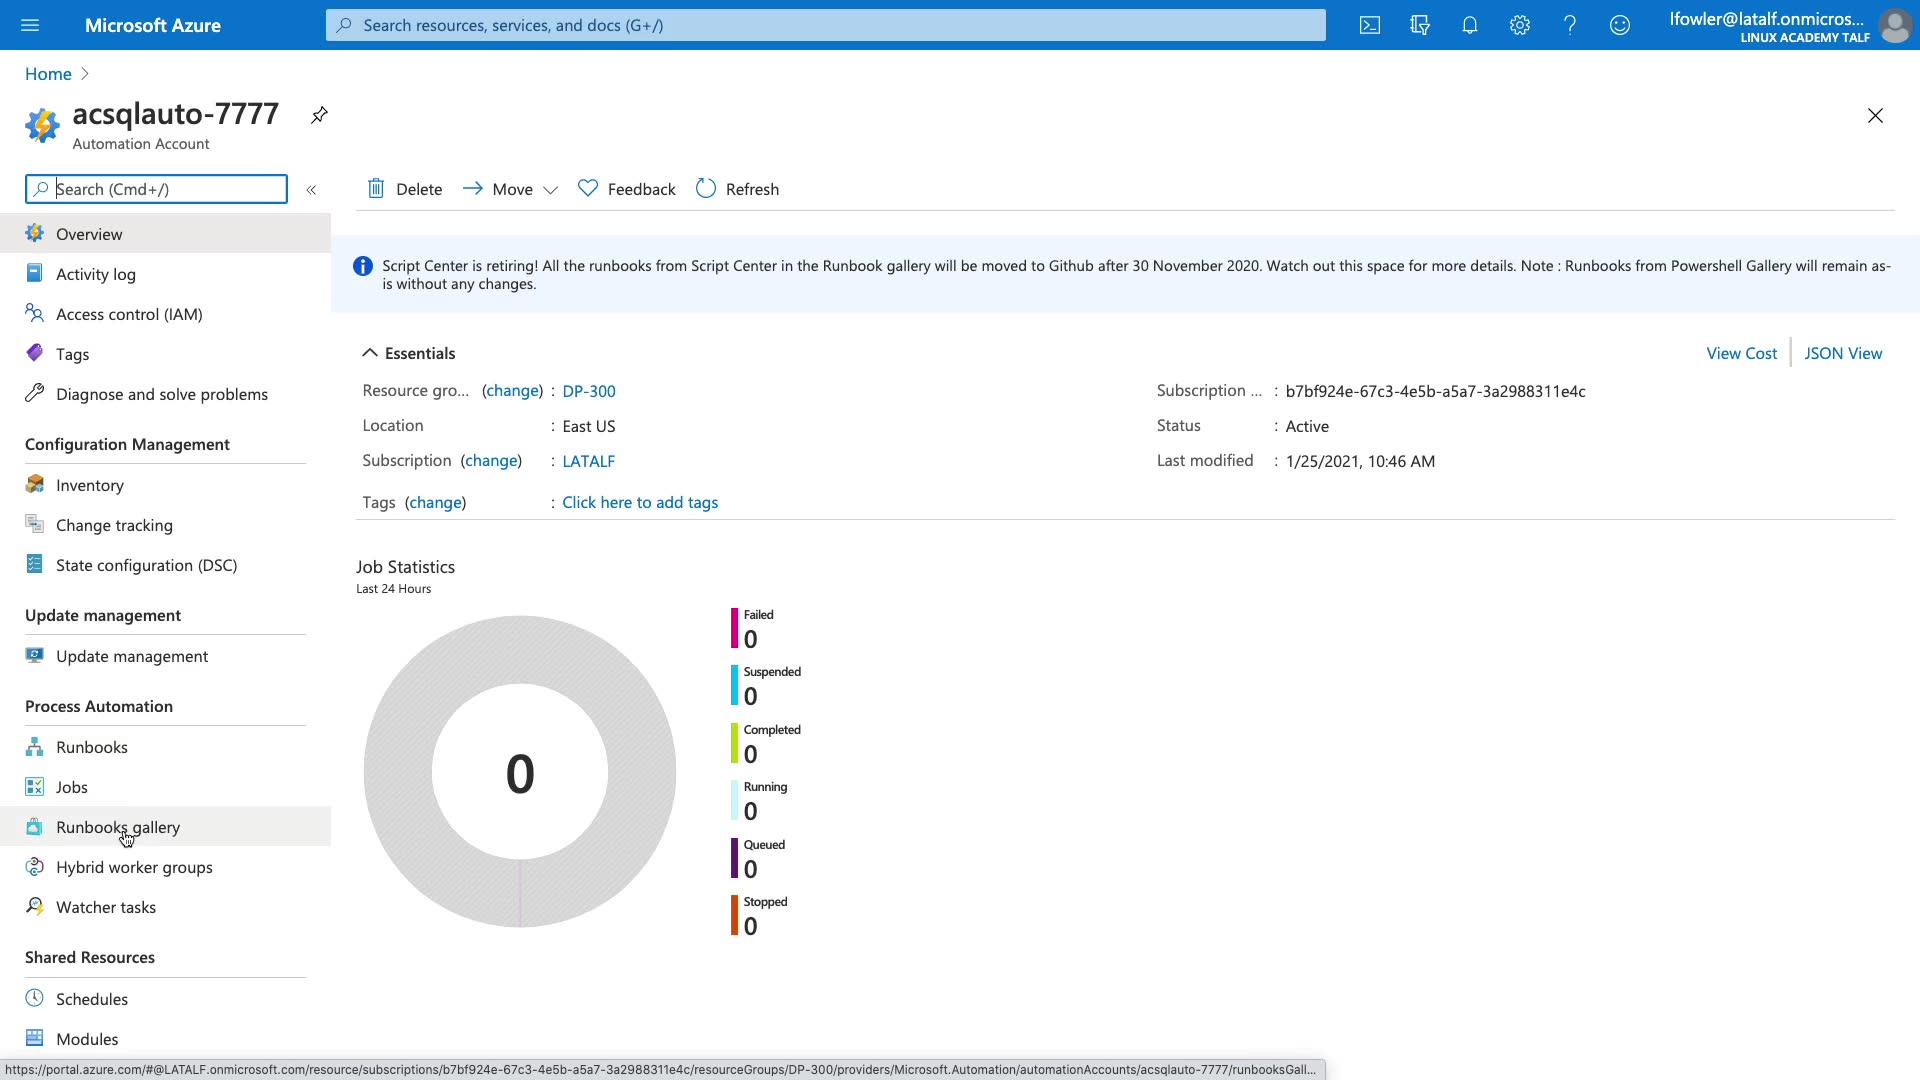 Microsoft Azure
Search resources, services, and docs (G+/)
lfowler@latalf.onmicros...
LINUX ACADEMY TALF
Home
acsqlauto-7777
Automation Account
Search (Cmd+/)
«
Delete
Move
Feedback
Refresh
Overview
Activity log
Access control (IAM)
Tags
Diagnose and solve problems
Configuration Management
Inventory
Change tracking
State configuration (DSC)
Update management
Update management
Process Automation
Runbooks
Jobs
Runbooks gallery
Hybrid worker groups
Watcher tasks
Shared Resources
Schedules
Modules
Script Center is retiring! All the runbooks from Script Center in the Runbook gallery will be moved to Github after 30 November 2020. Watch out this space for more details. Note : Runbooks from Powershell Gallery will remain as-
is without any changes.
Essentials
View Cost
JSON View
Resource gro... (change) : DP-300
Location : East US
Subscription (change) : LATALF
Tags (change) : Click here to add tags
Subscription ... : b7bf924e-67c3-4e5b-a5a7-3a2988311e4c
Status : Active
Last modified : 1/25/2021, 10:46 AM
Job Statistics
Last 24 Hours
0
Failed
0
Suspended
0
Completed
0
Running
0
Queued
0
Stopped
0
https://portal.azure.com/#@LATALF.onmicrosoft.com/resource/subscriptions/b7bf924e-67c3-4e5b-a5a7-3a2988311e4c/resourceGroups/DP-300/providers/Microsoft.Automation/automationAccounts/acsqlauto-7777/runbooksGall...